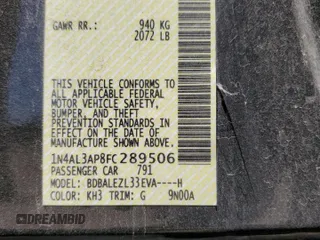 GAWR RR.: 940 KG
2072 LB
THIS VEHICLE CONFORMS TO
ALL APPLICABLE FEDERAL
MOTOR VEHICLE SAFETY,
BUMPER, AND THEFT
PREVENTION STANDARDS IN
EFFECT ON THE DATE OF
MANUFACTURE SHOWN ABOVE.
1N4AL3AP8FC289506
PASSENGER CAR 791
MODEL: BDBALEZL33EVA----H
COLOR: KH3 TRIM: G 9N00A
DREAMBID